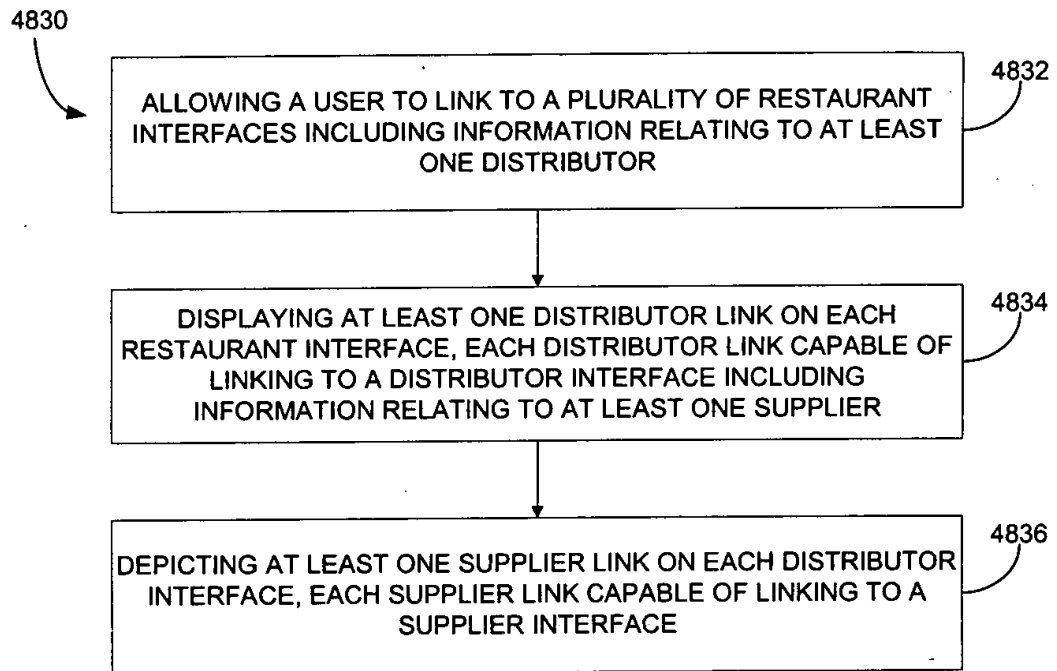 4830
ALLOWING A USER TO LINK TO A PLURALITY OF RESTAURANT
INTERFACES INCLUDING INFORMATION RELATING TO AT LEAST
ONE DISTRIBUTOR
4832
DISPLAYING AT LEAST ONE DISTRIBUTOR LINK ON EACH
RESTAURANT INTERFACE, EACH DISTRIBUTOR LINK CAPABLE OF
LINKING TO A DISTRIBUTOR INTERFACE INCLUDING
INFORMATION RELATING TO AT LEAST ONE SUPPLIER
4834
DEPICTING AT LEAST ONE SUPPLIER LINK ON EACH DISTRIBUTOR
INTERFACE, EACH SUPPLIER LINK CAPABLE OF LINKING TO A
SUPPLIER INTERFACE
4836